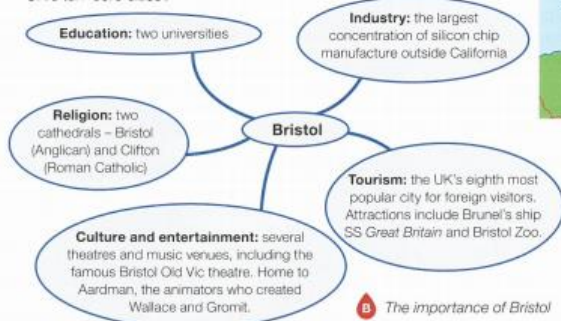 Education: two universities
Industry: the largest
concentration of silicon chip
manufacture outside California
Religion: two
cathedrals – Bristol
(Anglican) and Clifton
(Roman Catholic)
Bristol
Tourism: the UK's eighth most
popular city for foreign visitors.
Attractions include Brunel's ship
SS Great Britain and Bristol Zoo.
Culture and entertainment: several
theatres and music venues, including the
famous Bristol Old Vic theatre. Home to
Aardman, the animators who created
Wallace and Gromit.
B The importance of Bristol